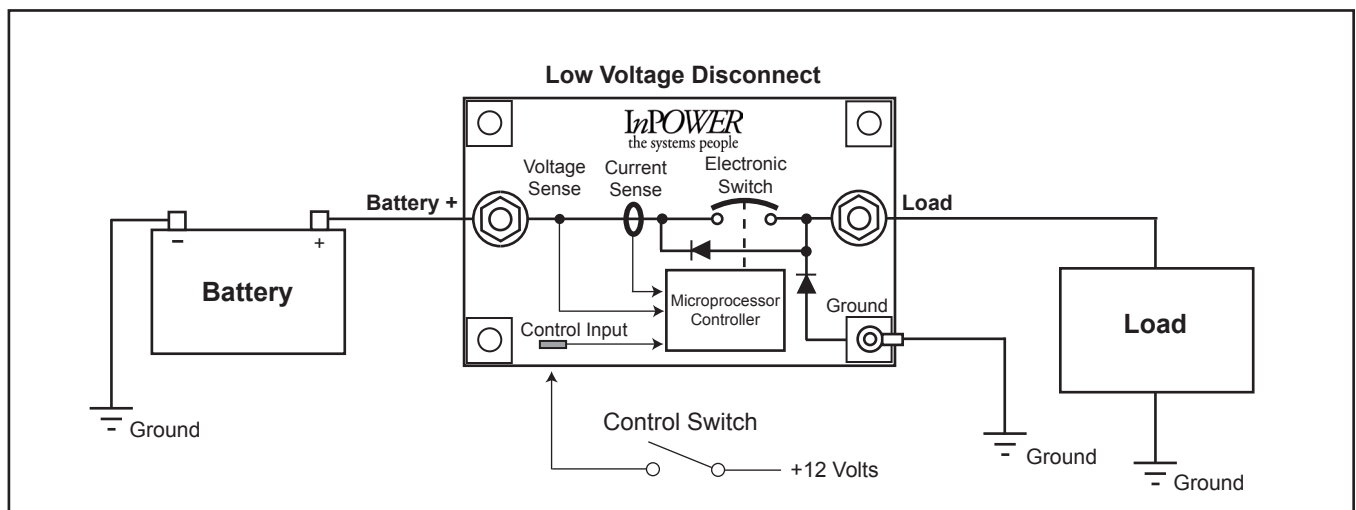 Low Voltage Disconnect
InPOWER
the systems people
Voltage
Sense
Current
Sense
Electronic
Switch
Battery +
Load
−
+
Battery
Microprocessor
Controller
Ground
Control Input
Load
Ground
Control Switch
+12 Volts
Ground
Ground